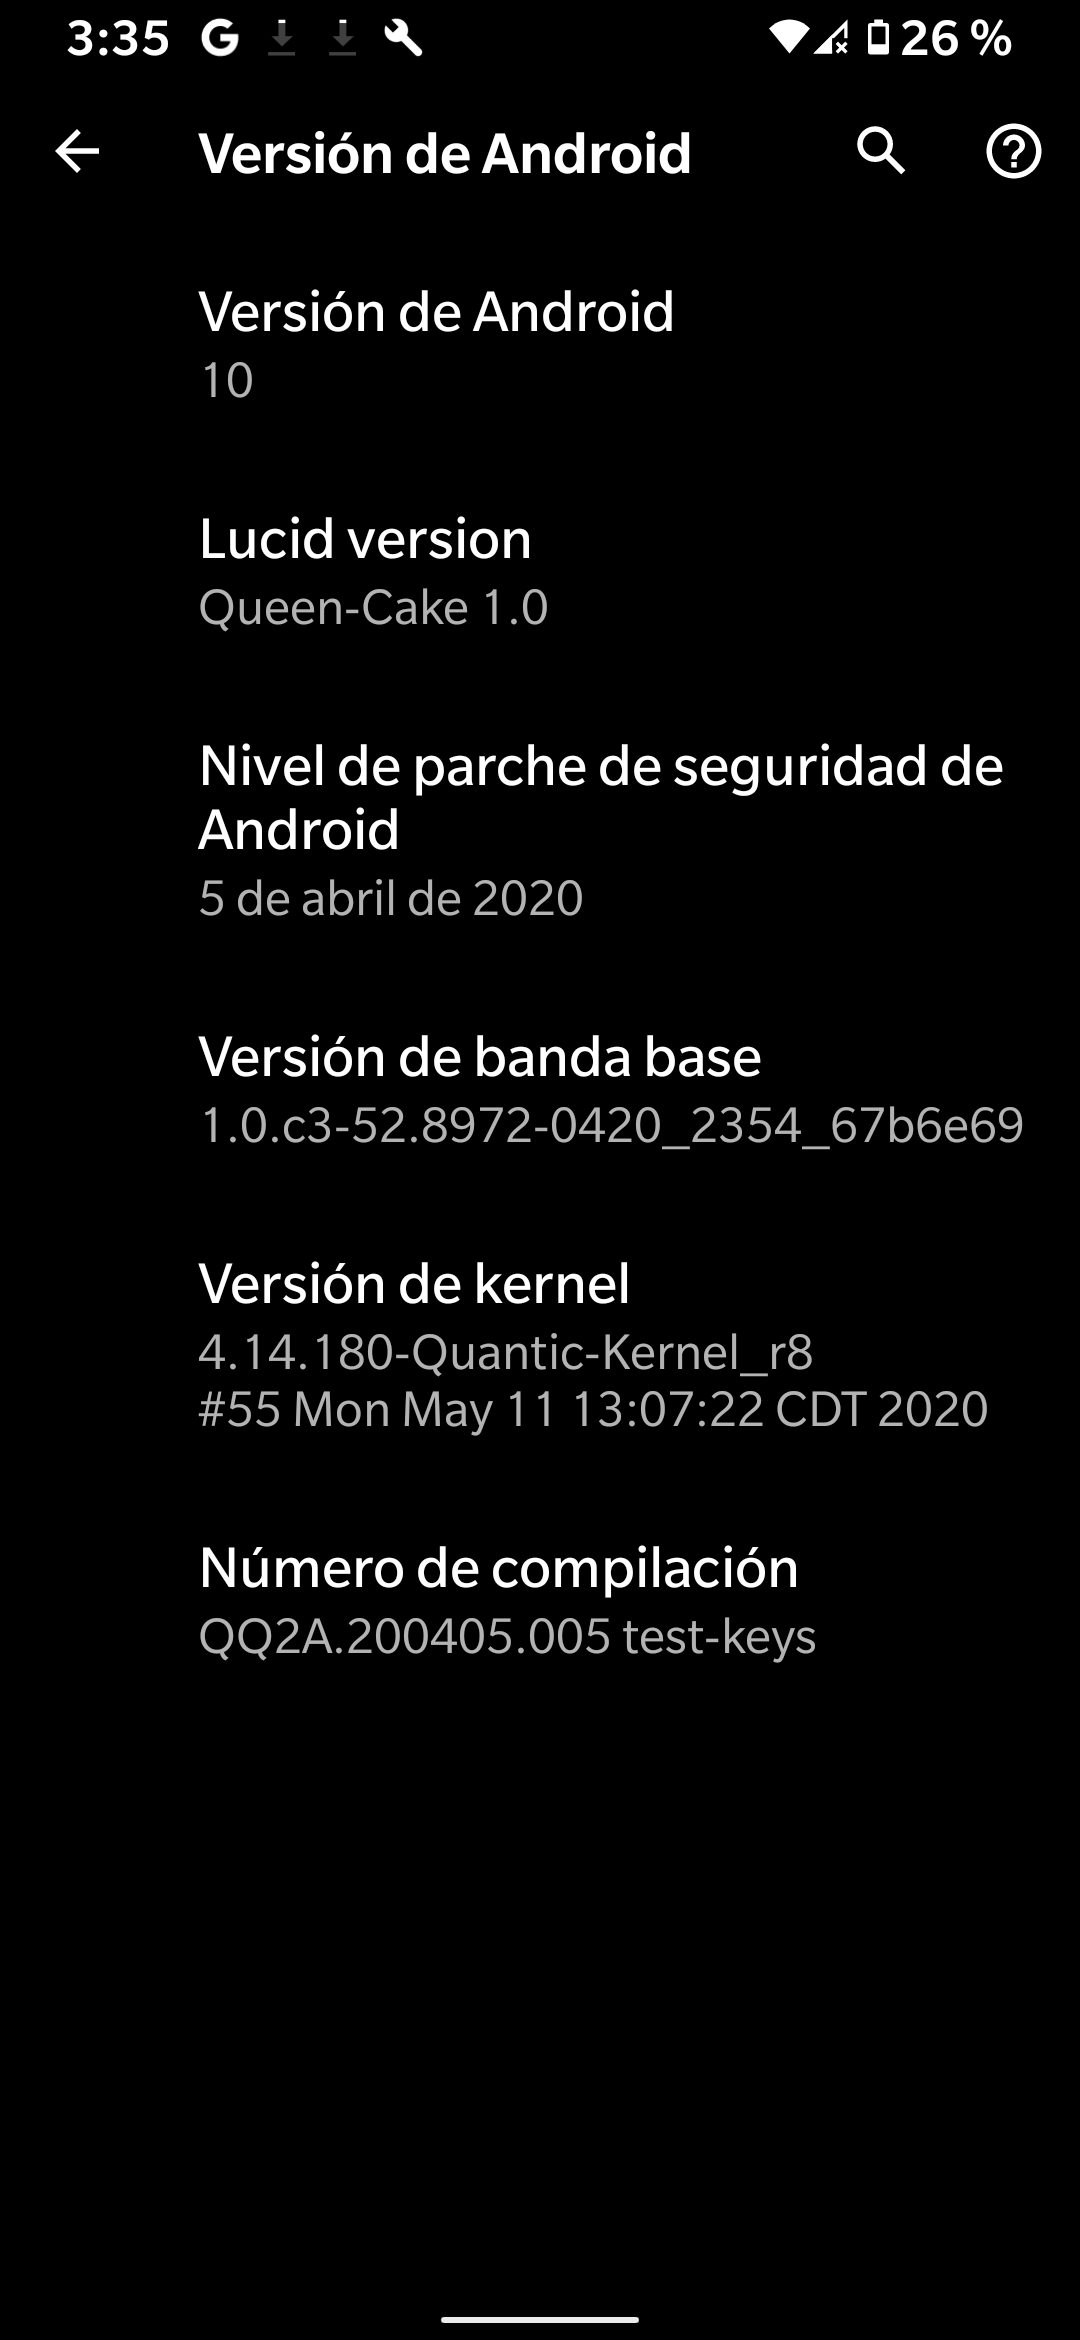 3:35 G 26 %
Versión de Android
Versión de Android
10
Lucid version
Queen-Cake 1.0
Nivel de parche de seguridad de
Android
5 de abril de 2020
Versión de banda base
1.0.c3-52.8972-0420_2354_67b6e69
Versión de kernel
4.14.180-Quantic-Kernel_r8
#55 Mon May 11 13:07:22 CDT 2020
Número de compilación
QQ2A.200405.005 test-keys